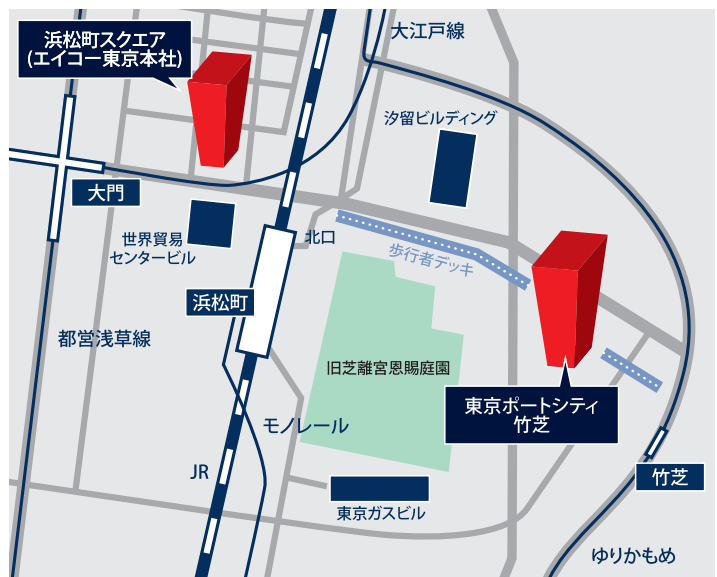 浜松町スクエア
(エイコー東京本社)
大江戸線
汐留ビルディング
大門
世界貿易
センタービル
北口
歩行者デッキ
浜松町
都営浅草線
旧芝離宮恩賜庭園
東京ポートシティ
竹芝
モノレール
JR
竹芝
東京ガスビル
ゆりかもめ